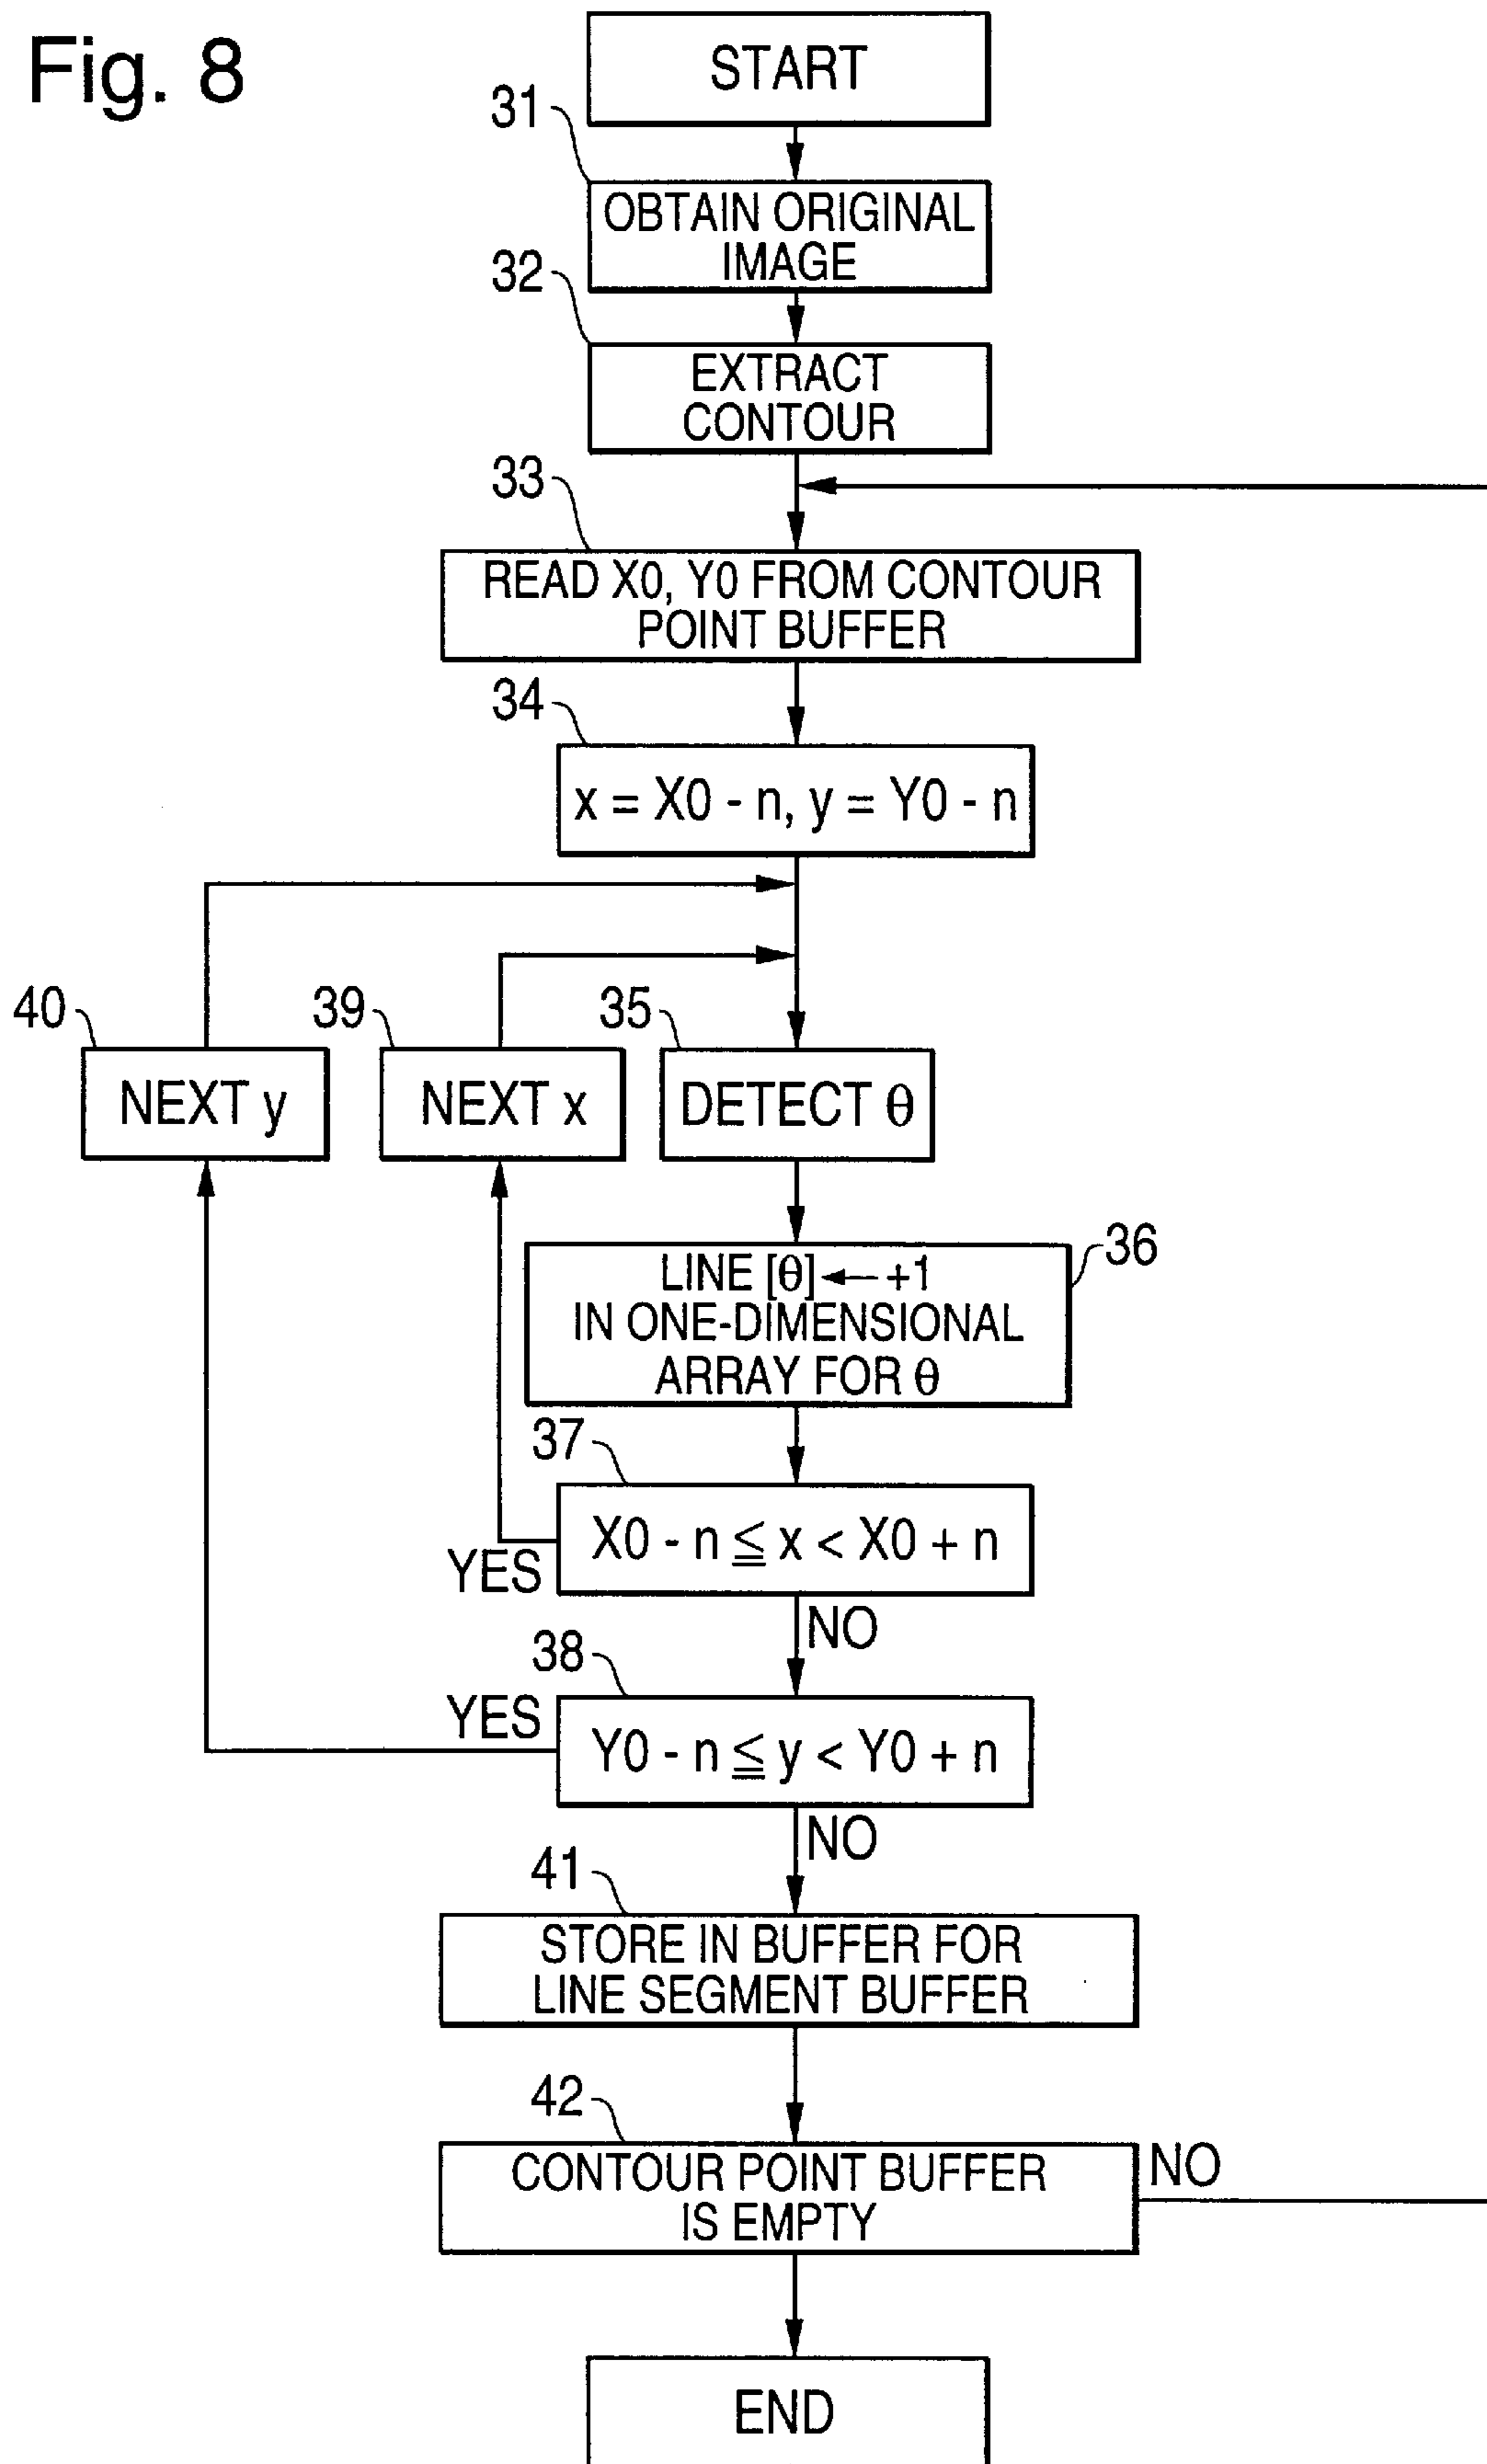 Fig. 8
START
31
OBTAIN ORIGINAL
IMAGE
32
EXTRACT
CONTOUR
33
READ X0, Y0 FROM CONTOUR
POINT BUFFER
34
x = X0 - n, y = Y0 - n
40
39
35
NEXT y
NEXT x
DETECT θ
36
LINE [θ] ← +1
IN ONE-DIMENSIONAL
ARRAY FOR θ
37
X0 - n ≦ x < X0 + n
YES
NO
38
YES
Y0 - n ≦ y < Y0 + n
NO
41
STORE IN BUFFER FOR
LINE SEGMENT BUFFER
42
CONTOUR POINT BUFFER
IS EMPTY
NO
END